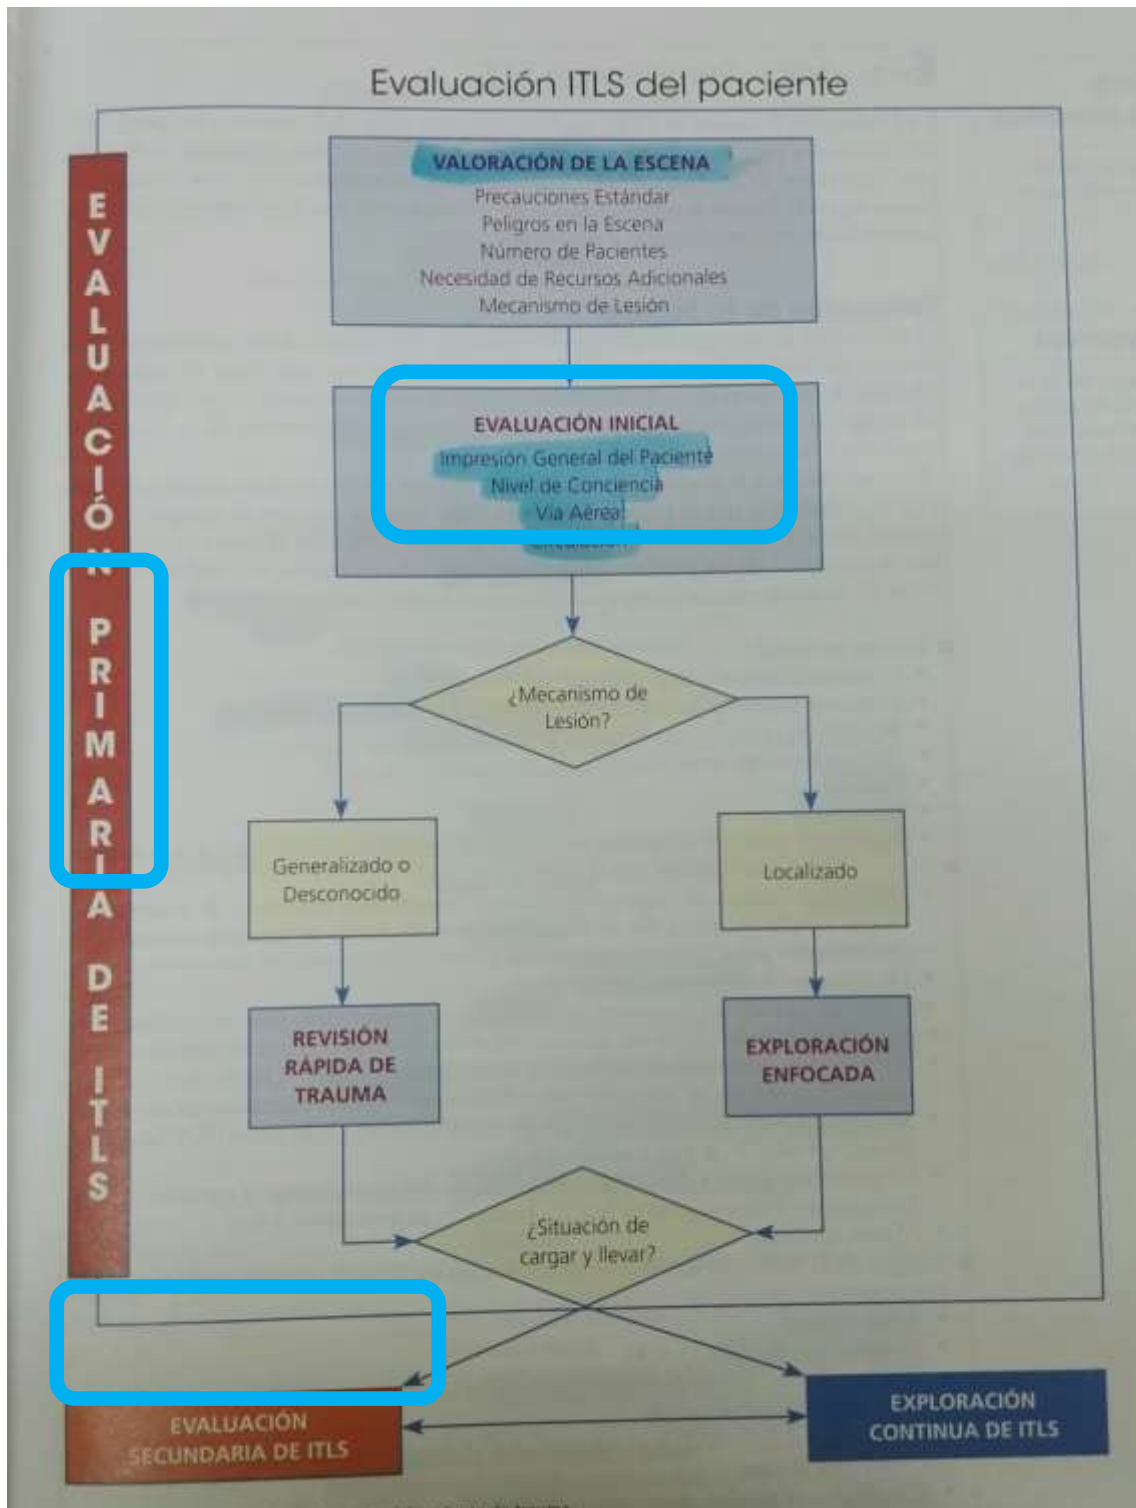 Evaluación ITLS del paciente
EVALUACIÓN PRIMARIA DE ITLS
VALORACIÓN DE LA ESCENA
Precauciones Estándar
Peligros en la Escena
Número de Pacientes
Necesidad de Recursos Adicionales
Mecanismo de Lesión
EVALUACIÓN INICIAL
Impresión General del Paciente
Nivel de Conciencia
Vía Aérea
Circulación
¿Mecanismo de
Lesión?
Generalizado o
Desconocido
Localizado
REVISIÓN
RÁPIDA DE
TRAUMA
EXPLORACIÓN
ENFOCADA
¿Situación de
cargar y llevar?
EVALUACIÓN
SECUNDARIA DE ITLS
EXPLORACIÓN
CONTINUA DE ITLS